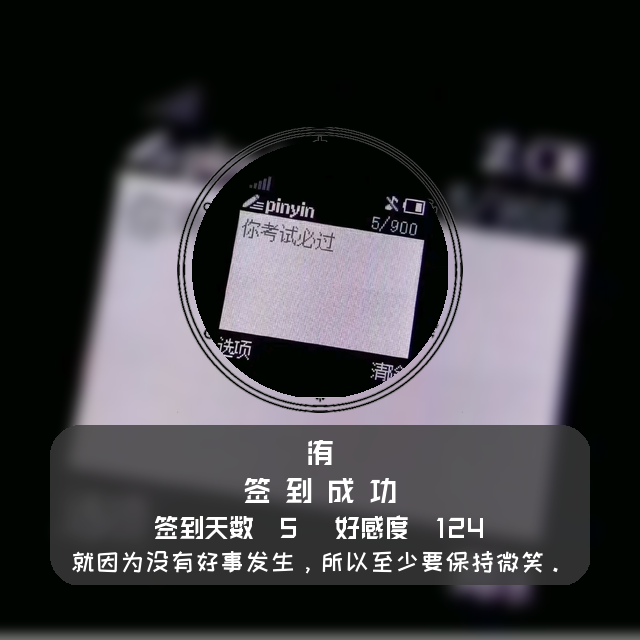 pinyin
5/900
你考试必过
选项
清除
洧
签到成功
签到天数 5 好感度 124
就因为没有好事发生，所以至少要保持微笑．